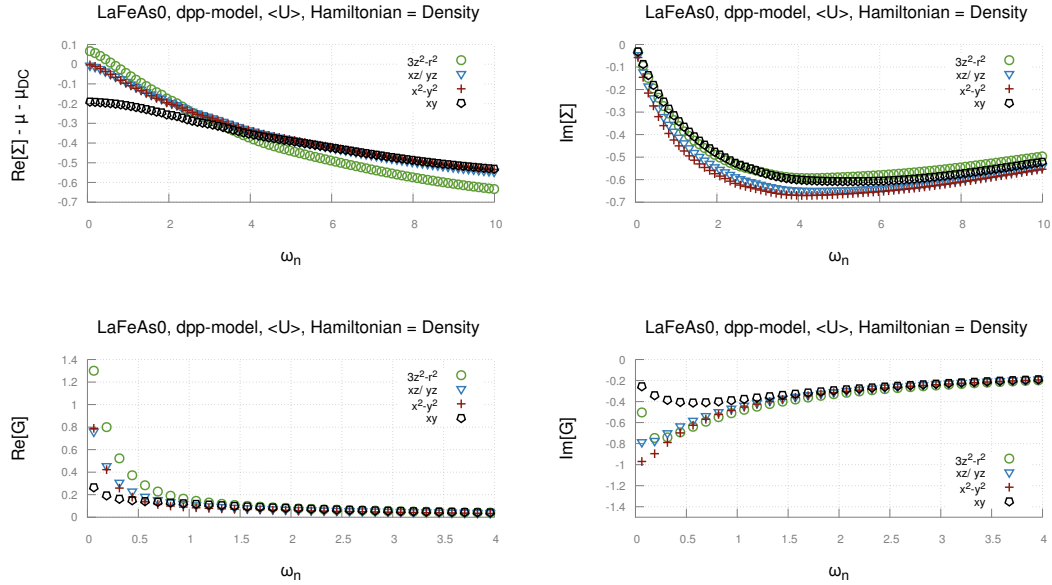 LaFeAs0, dpp-model, <U>, Hamiltonian = Density
Re[Σ] - μ - μDC
0.1
0
-0.1
-0.2
-0.3
-0.4
-0.5
-0.6
-0.7
3z²-r²
xz/ yz
x²-y²
xy
0 2 4 6 8 10
ωn
LaFeAs0, dpp-model, <U>, Hamiltonian = Density
Im[Σ]
0
-0.1
-0.2
-0.3
-0.4
-0.5
-0.6
-0.7
3z²-r²
xz/ yz
x²-y²
xy
0 2 4 6 8 10
ωn
LaFeAs0, dpp-model, <U>, Hamiltonian = Density
Re[G]
1.4
1.2
1
0.8
0.6
0.4
0.2
0
3z²-r²
xz/ yz
x²-y²
xy
0 0.5 1 1.5 2 2.5 3 3.5 4
ωn
LaFeAs0, dpp-model, <U>, Hamiltonian = Density
Im[G]
0
-0.2
-0.4
-0.6
-0.8
-1
-1.2
-1.4
3z²-r²
xz/ yz
x²-y²
xy
0 0.5 1 1.5 2 2.5 3 3.5 4
ωn